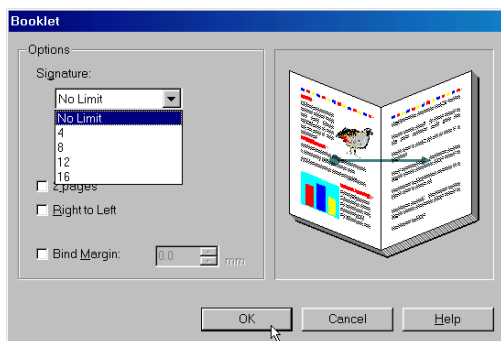 Booklet
Options
Signature:
No Limit
No Limit
4
8
12
16
2 pages
Right to Left
Bind Margin:
0.0
mm
OK
Cancel
Help